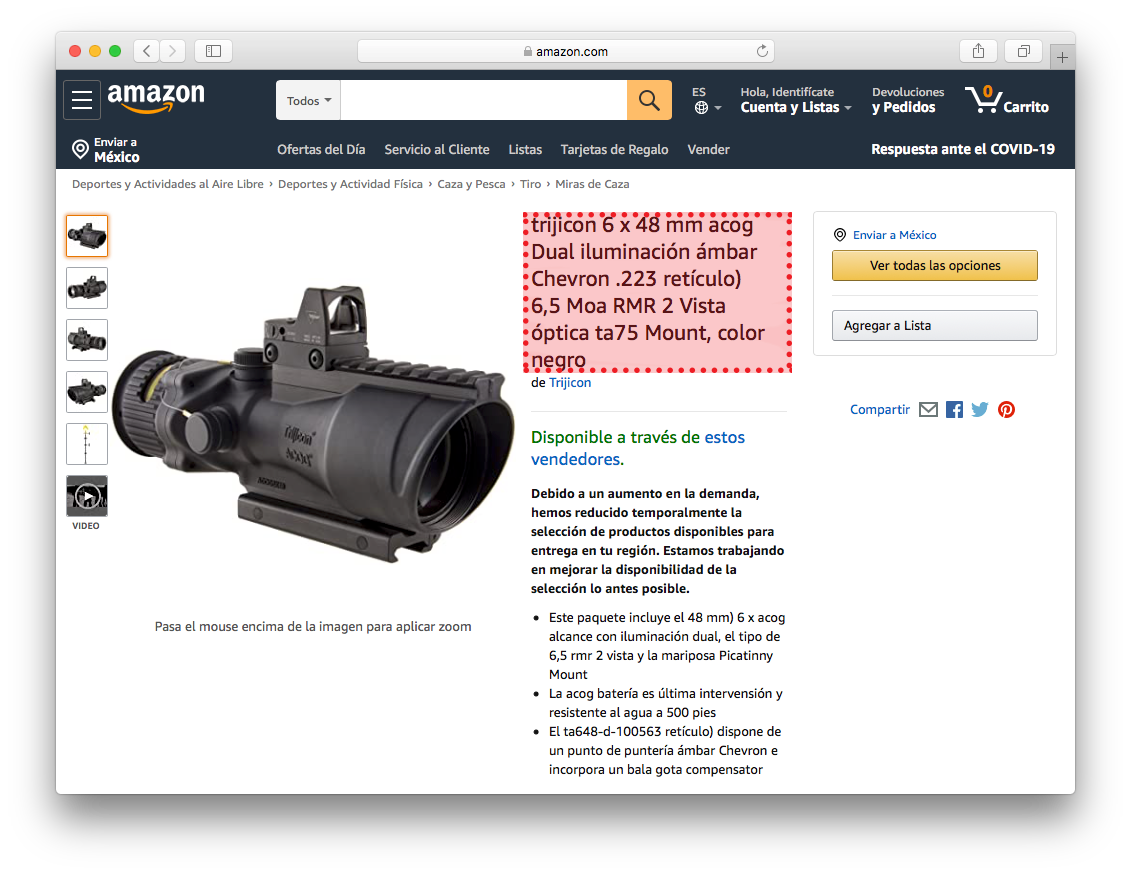 amazon.com
amazon
Todos
ES
Hola, Identifícate
Cuenta y Listas
Devoluciones
y Pedidos
0
Carrito
Enviar a
México
Ofertas del Día
Servicio al Cliente
Listas
Tarjetas de Regalo
Vender
Respuesta ante el COVID-19
Deportes y Actividades al Aire Libre › Deportes y Actividad Física › Caza y Pesca › Tiro › Miras de Caza
VIDEO
Trijicon
ACOG
Pasa el mouse encima de la imagen para aplicar zoom
trijicon 6 x 48 mm acog
Dual iluminación ámbar
Chevron .223 retículo)
6,5 Moa RMR 2 Vista
óptica ta75 Mount, color
negro
de Trijicon
Disponible a través de estos
vendedores.
Debido a un aumento en la demanda,
hemos reducido temporalmente la
selección de productos disponibles para
entrega en tu región. Estamos trabajando
en mejorar la disponibilidad de la
selección lo antes posible.
• Este paquete incluye el 48 mm) 6 x acog
alcance con iluminación dual, el tipo de
6,5 rmr 2 vista y la mariposa Picatinny
Mount
• La acog batería es última intervensión y
resistente al agua a 500 pies
• El ta648-d-100563 retículo) dispone de
un punto de puntería ámbar Chevron e
incorpora un bala gota compensator
Enviar a México
Ver todas las opciones
Agregar a Lista
Compartir